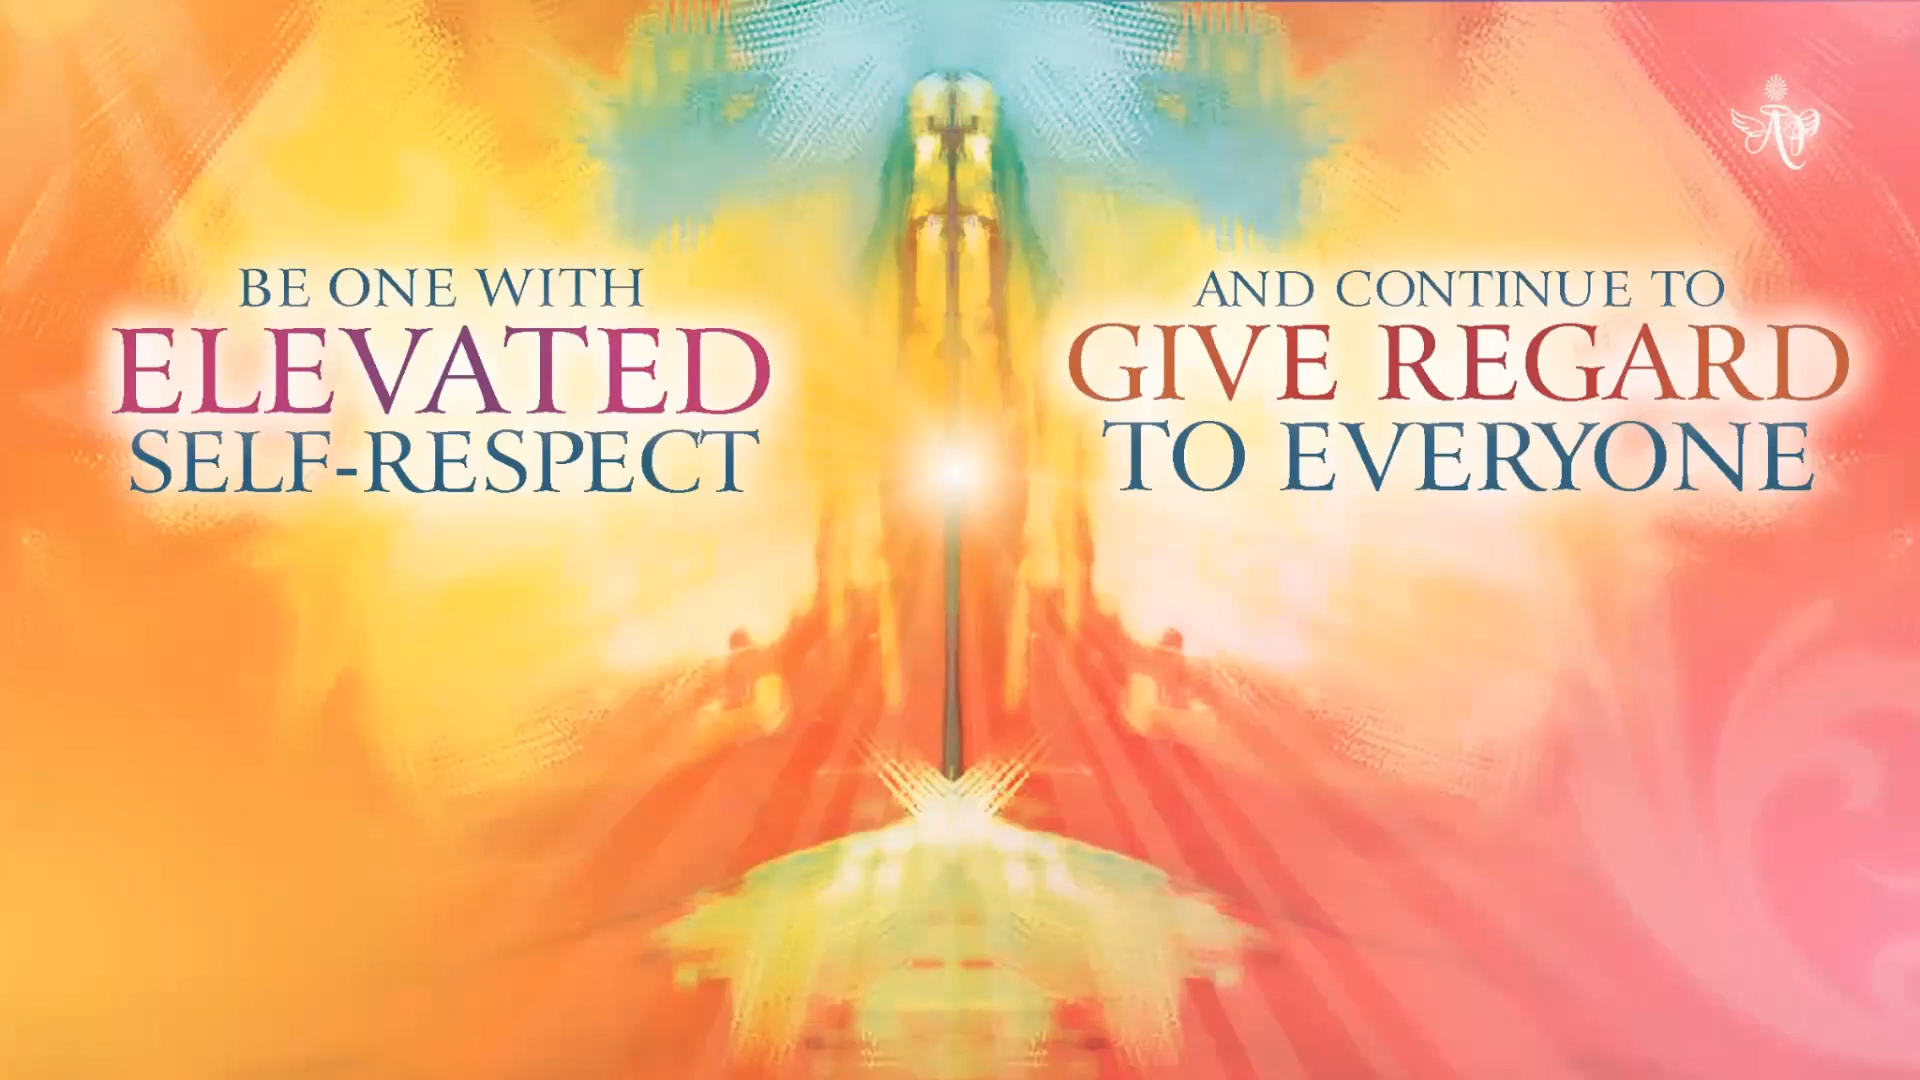 BE ONE WITH
ELEVATED
SELF-RESPECT
AND CONTINUE TO
GIVE REGARD
TO EVERYONE